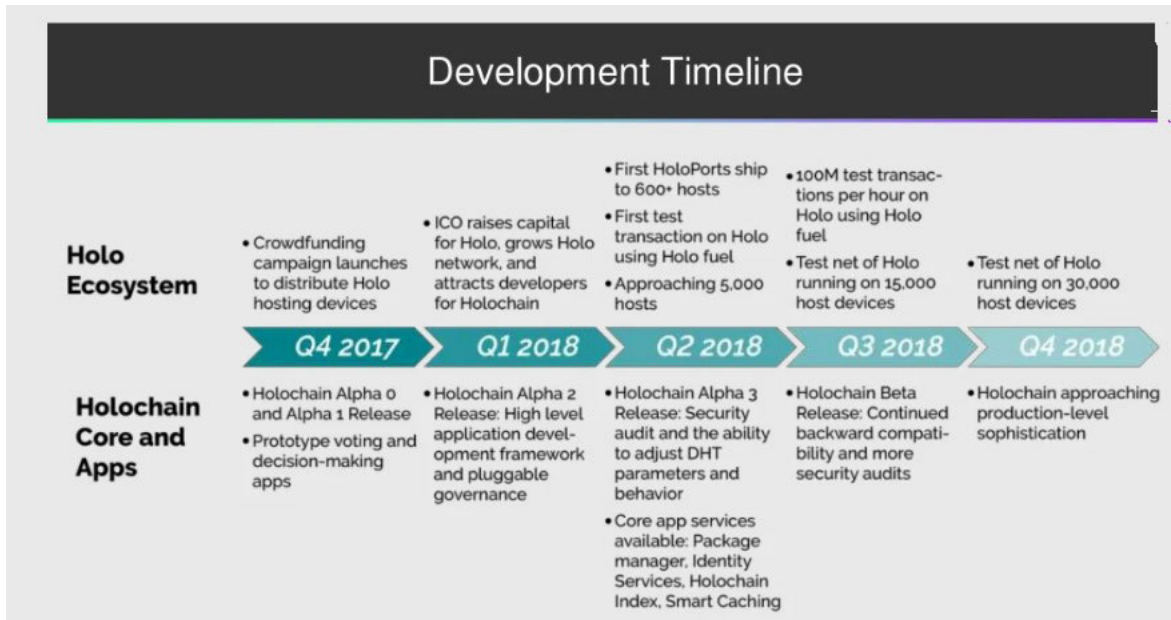 Development Timeline
Holo
Ecosystem
• Crowdfunding
campaign launches
to distribute Holo
hosting devices
• ICO raises capital
for Holo, grows Holo
network, and
attracts developers
for Holochain
• First HoloPorts ship
to 600+ hosts
• First test
transaction on Holo
using Holo fuel
• Approaching 5,000
hosts
• 100M test transac-
tions per hour on
Holo using Holo
fuel
• Test net of Holo
running on 15,000
host devices
• Test net of Holo
running on 30,000
host devices
Q4 2017
Q1 2018
Q2 2018
Q3 2018
Q4 2018
Holochain
Core and
Apps
• Holochain Alpha 0
and Alpha 1 Release
• Prototype voting and
decision-making
apps
• Holochain Alpha 2
Release: High level
application devel-
opment framework
and pluggable
governance
• Holochain Alpha 3
Release: Security
audit and the ability
to adjust DHT
parameters and
behavior
• Core app services
available: Package
manager, Identity
Services, Holochain
Index, Smart Caching
• Holochain Beta
Release: Continued
backward compati-
bility and more
security audits
• Holochain approaching
production-level
sophistication